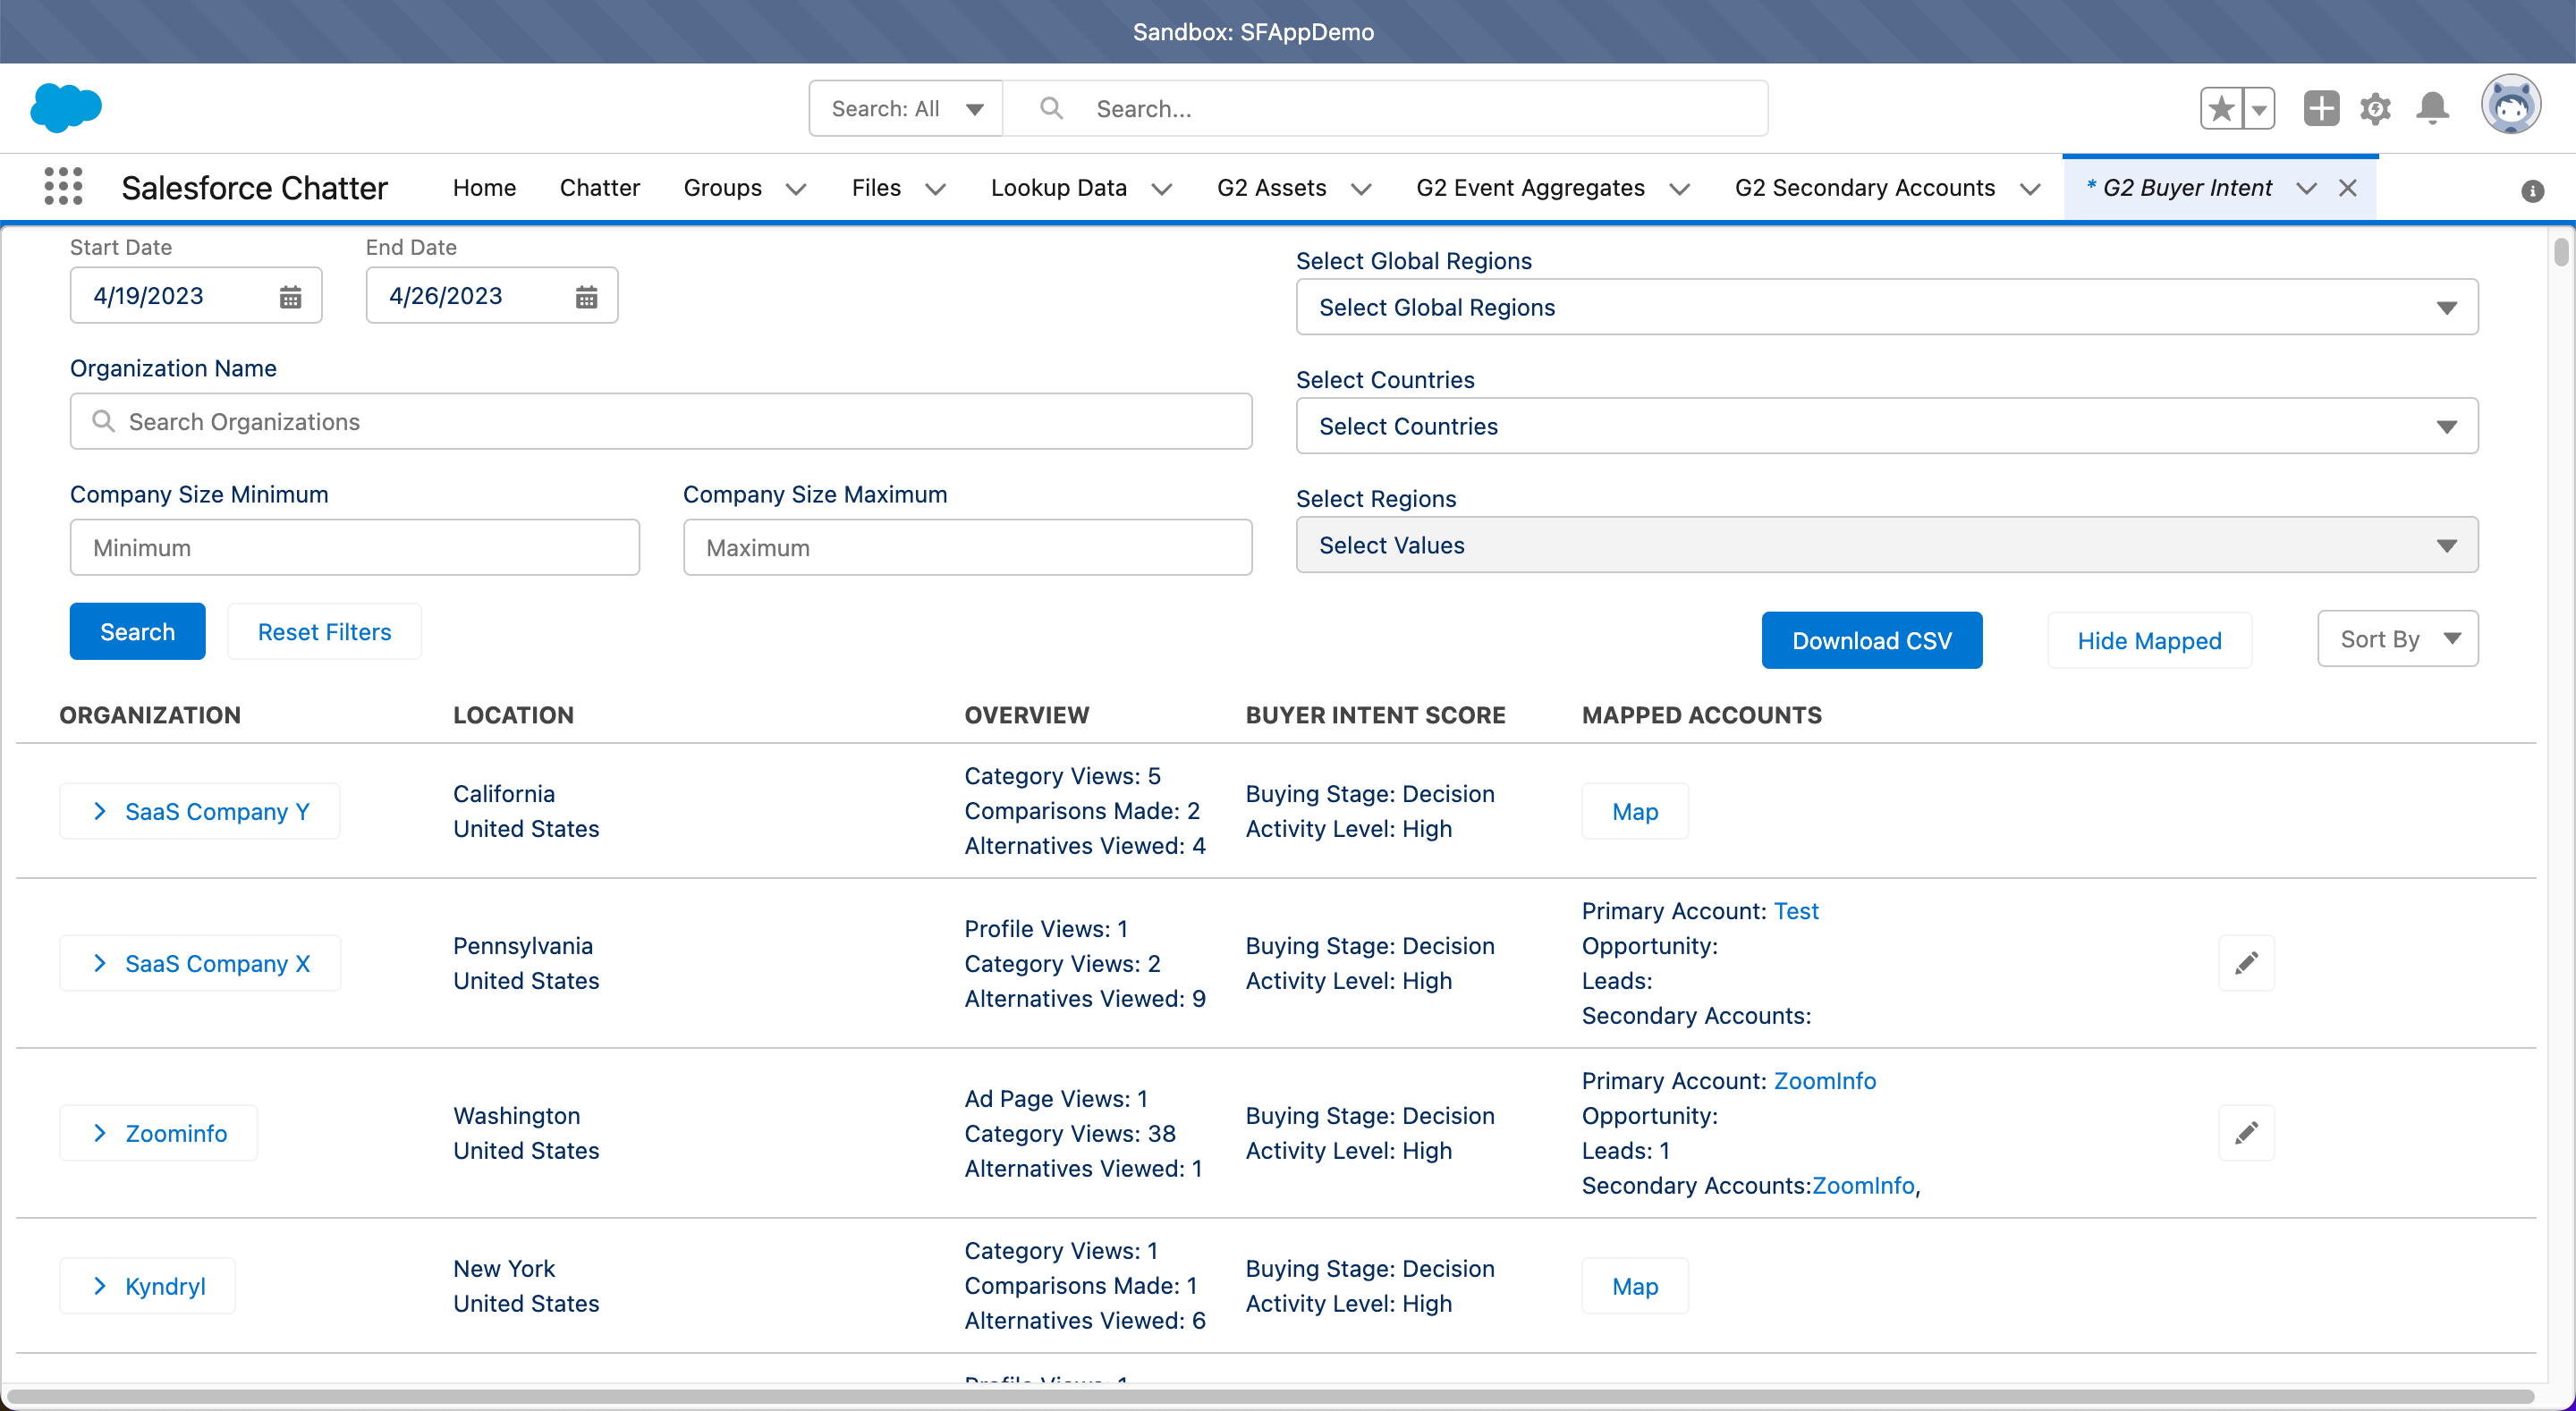 Sandbox: SFAppDemo
Search: All
Search...
Salesforce Chatter
Home
Chatter
Groups
Files
Lookup Data
G2 Assets
G2 Event Aggregates
G2 Secondary Accounts
* G2 Buyer Intent
Start Date
End Date
4/19/2023
4/26/2023
Organization Name
Search Organizations
Company Size Minimum
Company Size Maximum
Minimum
Maximum
Select Global Regions
Select Global Regions
Select Countries
Select Countries
Select Regions
Select Values
Search
Reset Filters
Download CSV
Hide Mapped
Sort By
ORGANIZATION
LOCATION
OVERVIEW
BUYER INTENT SCORE
MAPPED ACCOUNTS
SaaS Company Y
California
United States
Category Views: 5
Comparisons Made: 2
Alternatives Viewed: 4
Buying Stage: Decision
Activity Level: High
Map
SaaS Company X
Pennsylvania
United States
Profile Views: 1
Category Views: 2
Alternatives Viewed: 9
Buying Stage: Decision
Activity Level: High
Primary Account: Test
Opportunity:
Leads:
Secondary Accounts:
Zoominfo
Washington
United States
Ad Page Views: 1
Category Views: 38
Alternatives Viewed: 1
Buying Stage: Decision
Activity Level: High
Primary Account: ZoomInfo
Opportunity:
Leads: 1
Secondary Accounts:ZoomInfo,
Kyndryl
New York
United States
Category Views: 1
Comparisons Made: 1
Alternatives Viewed: 6
Buying Stage: Decision
Activity Level: High
Map